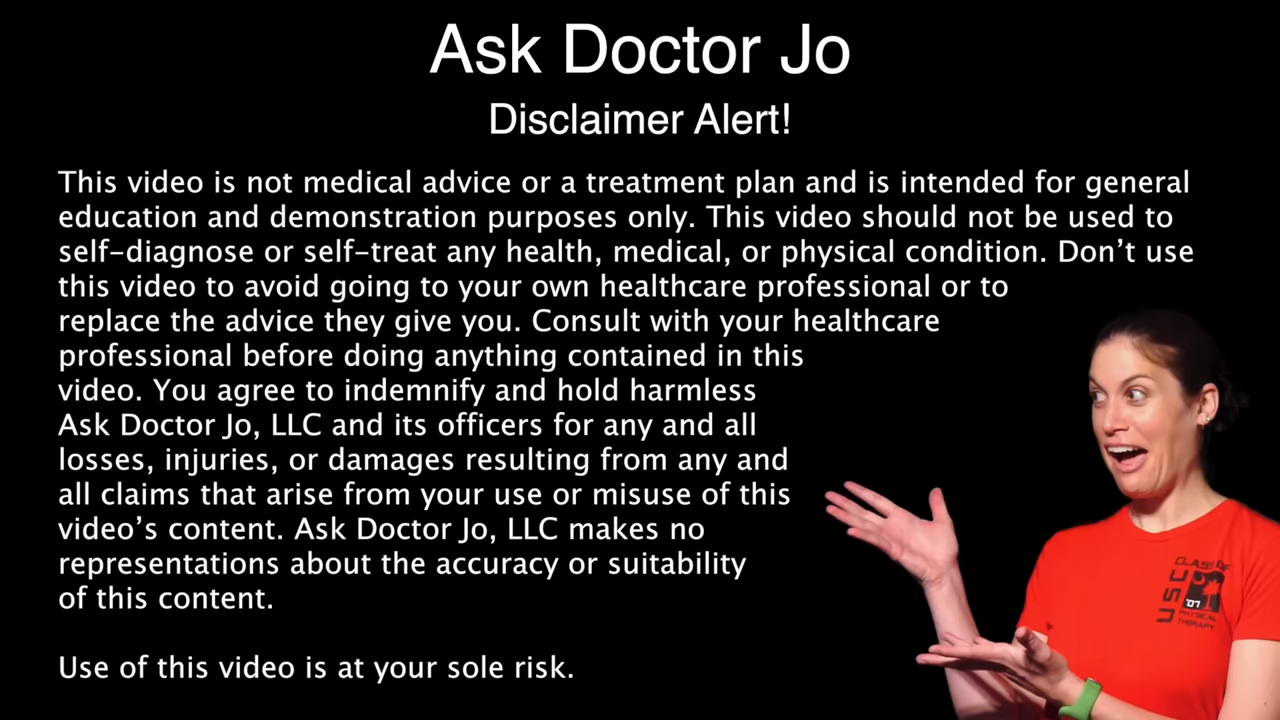 Ask Doctor Jo
Disclaimer Alert!
This video is not medical advice or a treatment plan and is intended for general
education and demonstration purposes only. This video should not be used to
self-diagnose or self-treat any health, medical, or physical condition. Don’t use
this video to avoid going to your own healthcare professional or to
replace the advice they give you. Consult with your healthcare
professional before doing anything contained in this
video. You agree to indemnify and hold harmless
Ask Doctor Jo, LLC and its officers for any and all
losses, injuries, or damages resulting from any and
all claims that arise from your use or misuse of this
video’s content. Ask Doctor Jo, LLC makes no
representations about the accuracy or suitability
of this content.
Use of this video is at your sole risk.
CLASS OF
USC
'07
PHYSICAL
THERAPY